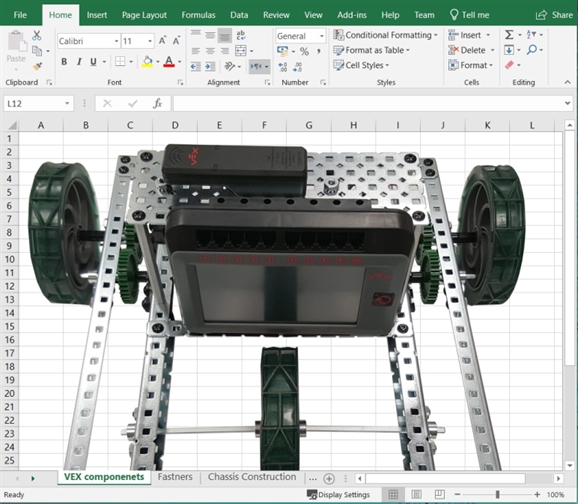 File Home Insert Page Layout Formulas Data Review View Add-ins Help Team Tell me Share
Calibri 11 General Conditional Formatting Insert
Paste Format as Table Delete
B I U Cell Styles Format
Clipboard Font Alignment Number Styles Cells Editing
L12 fx
A B C D E F G H I J K L
1
2
3
VEX
4
5
6
7
8
9
10
11
VEX
12
13
14
15
16
17
18
19
20
21
22
23
24
25
VEX componenets Fastners Chassis Construction ...
Ready Display Settings 100%